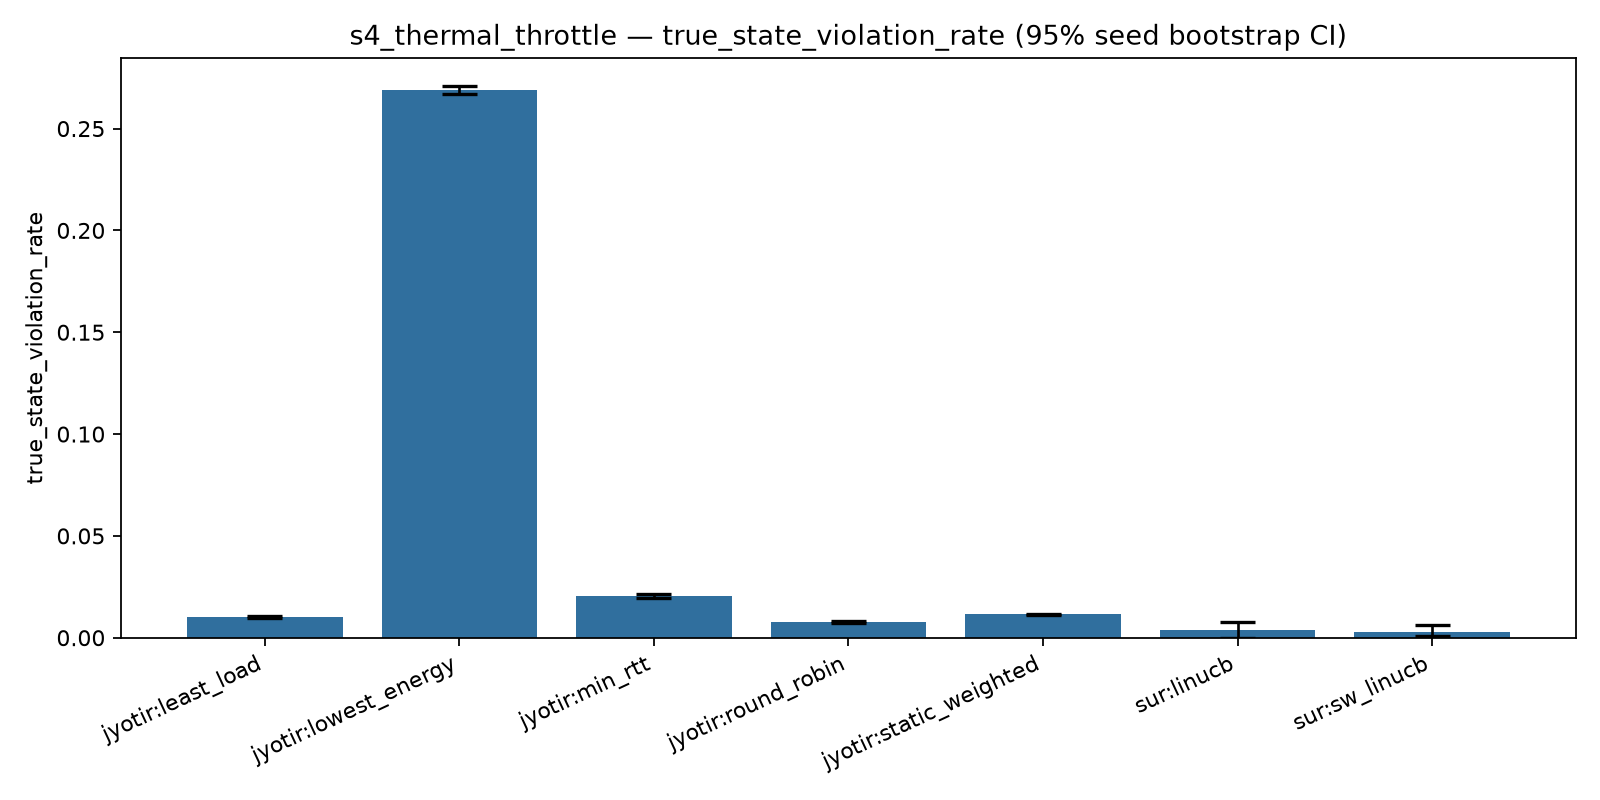 s4_thermal_throttle — true_state_violation_rate (95% seed bootstrap CI)
true_state_violation_rate
0.25
0.20
0.15
0.10
0.05
0.00
jyotir:least_load
jyotir:lowest_energy
jyotir:min_rtt
jyotir:round_robin
jyotir:static_weighted
sur:linucb
sur:sw_linucb